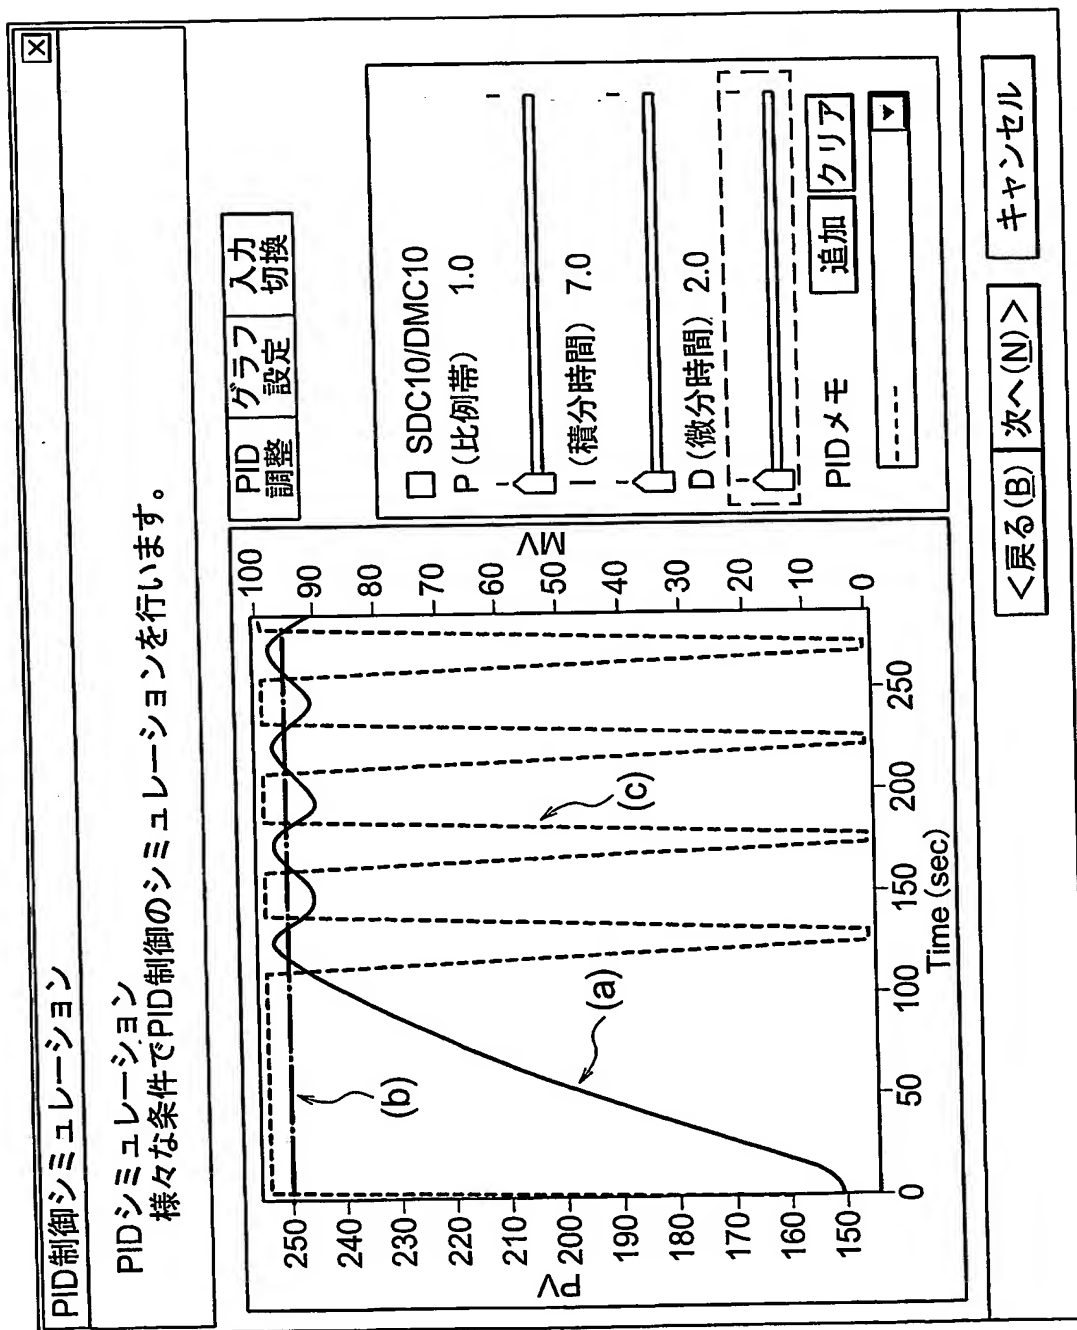 PID制御シミュレーション
X
PIDシミュレーション
様々な条件でPID制御のシミュレーションを行います。
PV
250
240
230
220
210
200
190
180
170
160
150
0
50
100
150
200
250
Time (sec)
100
90
80
70
60
50
40
30
20
10
0
MV
(a)
(b)
(c)
PID
調整
グラフ
設定
入力
切換
SDC10/DMC10
P (比例帯) 1.0
I (積分時間) 7.0
D (微分時間) 2.0
PIDメモ
追加
クリア
-----
<戻る(B)
次へ(N)>
キャンセル